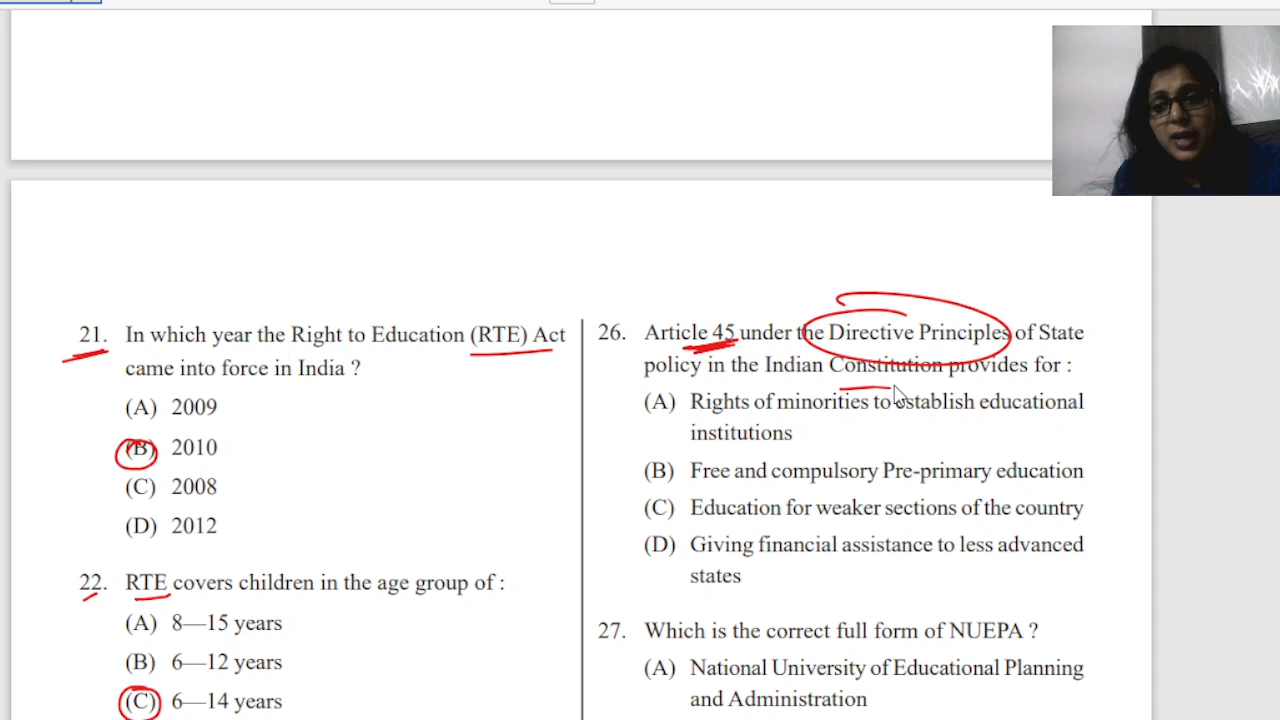 21. In which year the Right to Education (RTE) Act
came into force in India ?
(A) 2009
(B) 2010
(C) 2008
(D) 2012
22. RTE covers children in the age group of :
(A) 8—15 years
(B) 6—12 years
(C) 6—14 years
26. Article 45 under the Directive Principles of State
policy in the Indian Constitution provides for :
(A) Rights of minorities to establish educational
institutions
(B) Free and compulsory Pre-primary education
(C) Education for weaker sections of the country
(D) Giving financial assistance to less advanced
states
27. Which is the correct full form of NUEPA ?
(A) National University of Educational Planning
and Administration